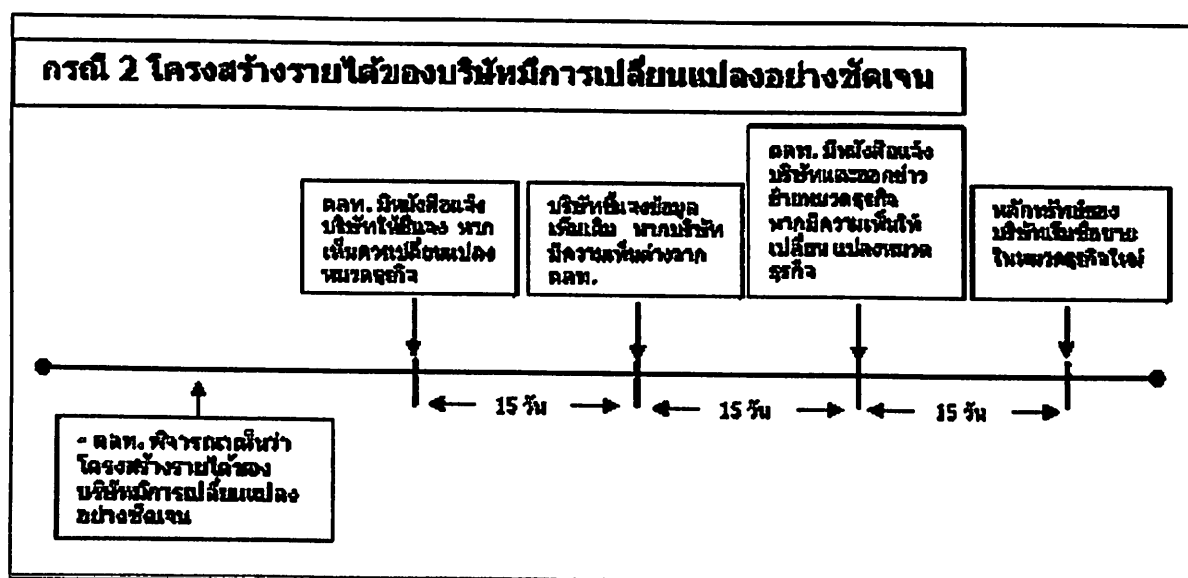 กรณี 2 โครงสร้างรายได้ของบริษัทมีการเปลี่ยนแปลงอย่างชัดเจน
ตลท. มีหนังสือแจ้ง
บริษัทให้ชี้แจง หาก
เห็นควรเปลี่ยนแปลง
หมวดธุรกิจ
บริษัทชี้แจงข้อมูล
เพิ่มเติม หากบริษัท
มีความเห็นต่างจาก
ตลท.
ตลท. มีหนังสือแจ้ง
บริษัทและออกข่าว
ย้ายหมวดธุรกิจ
หากมีความเห็นให้
เปลี่ยนแปลงหมวด
ธุรกิจ
หลักทรัพย์ของ
บริษัทเริ่มซื้อขาย
ในหมวดธุรกิจใหม่
15 วัน
15 วัน
15 วัน
- ตลท. พิจารณาเห็นว่า
โครงสร้างรายได้ของ
บริษัทมีการเปลี่ยนแปลง
อย่างชัดเจน